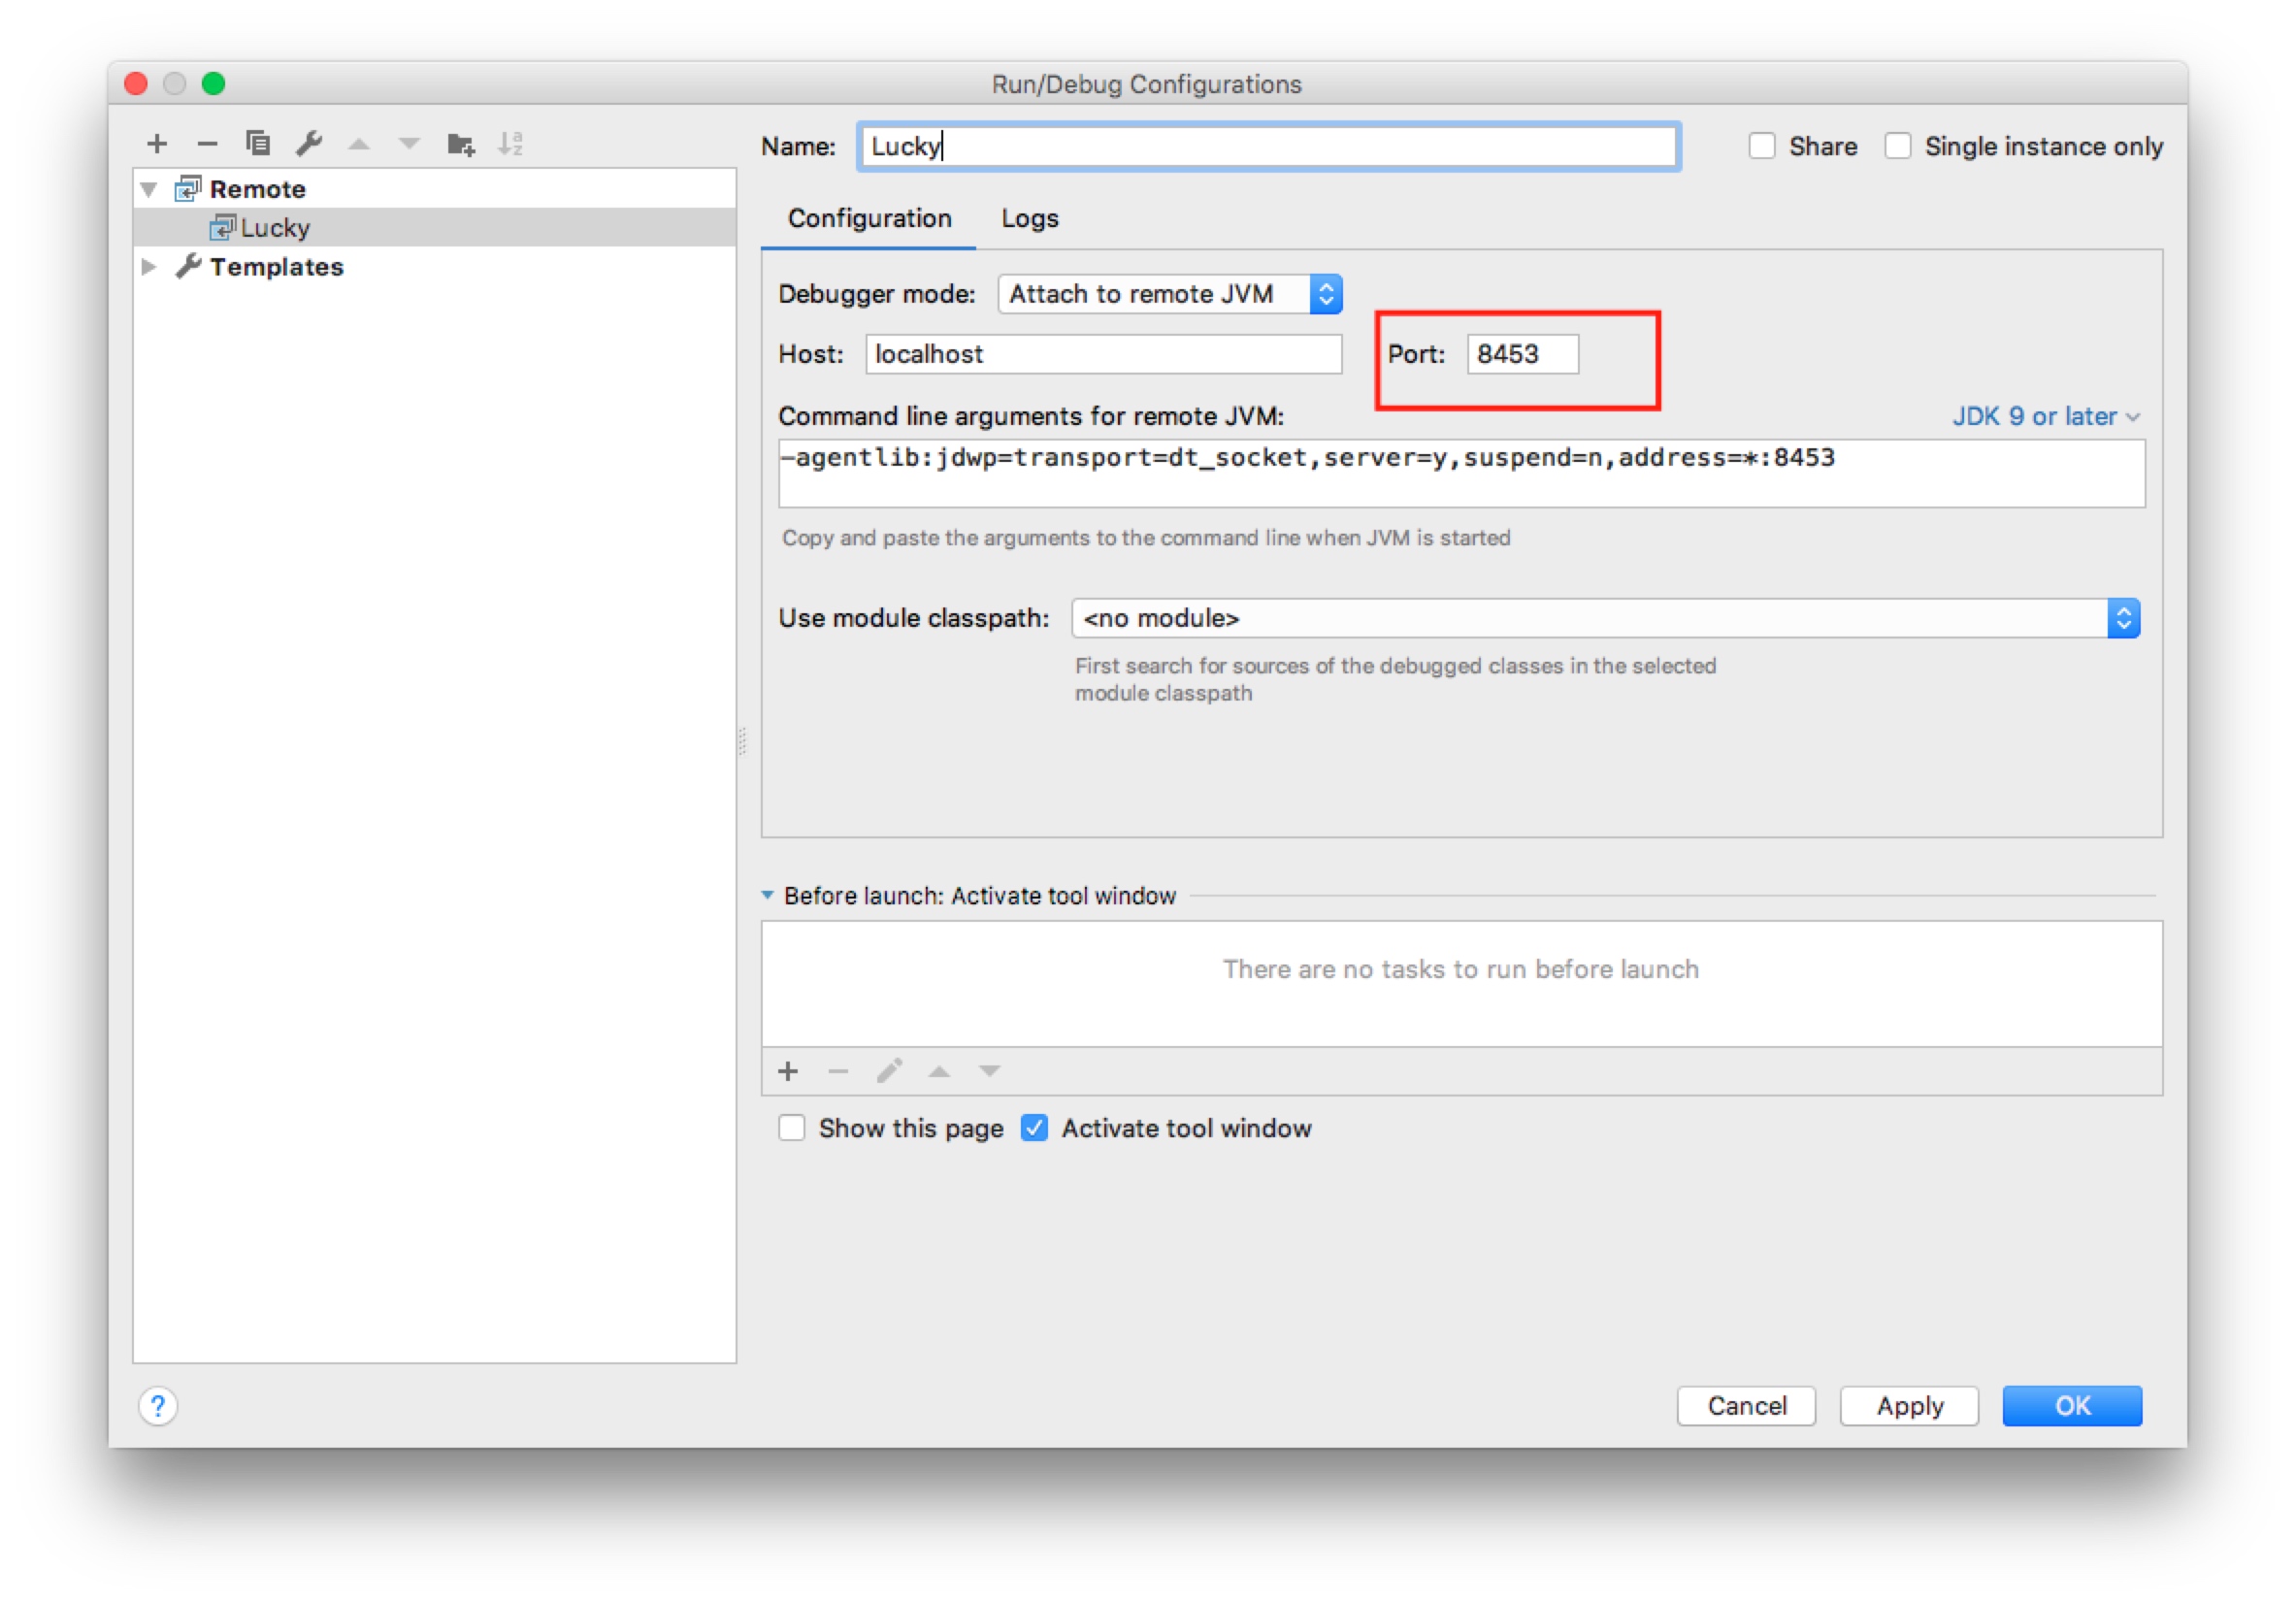 Run/Debug Configurations
Name: Lucky
Share
Single instance only
Remote
Lucky
Templates
Configuration
Logs
Debugger mode: Attach to remote JVM
Host: localhost
Port: 8453
Command line arguments for remote JVM:
JDK 9 or later
-agentlib:jdwp=transport=dt_socket,server=y,suspend=n,address=*:8453
Copy and paste the arguments to the command line when JVM is started
Use module classpath: <no module>
First search for sources of the debugged classes in the selected
module classpath
Before launch: Activate tool window
There are no tasks to run before launch
Show this page
Activate tool window
?
Cancel
Apply
OK